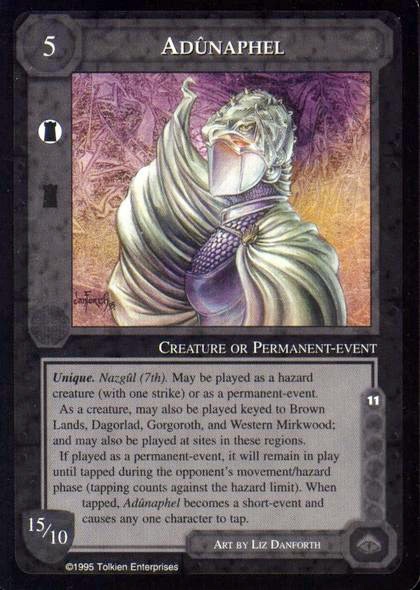 5
ADÛNAPHEL
DANFORTH
CREATURE OR PERMANENT-EVENT
Unique. Nazgûl (7th). May be played as a hazard
creature (with one strike) or as a permanent-event.
As a creature, may also be played keyed to Brown
Lands, Dagorlad, Gorgoroth, and Western Mirkwood;
and may also be played at sites in these regions.
If played as a permanent-event, it will remain in play
until tapped during the opponent's movement/hazard
phase (tapping counts against the hazard limit). When
tapped, Adûnaphel becomes a short-event and
causes any one character to tap.
11
15/10
ART BY LIZ DANFORTH
©1995 Tolkien Enterprises